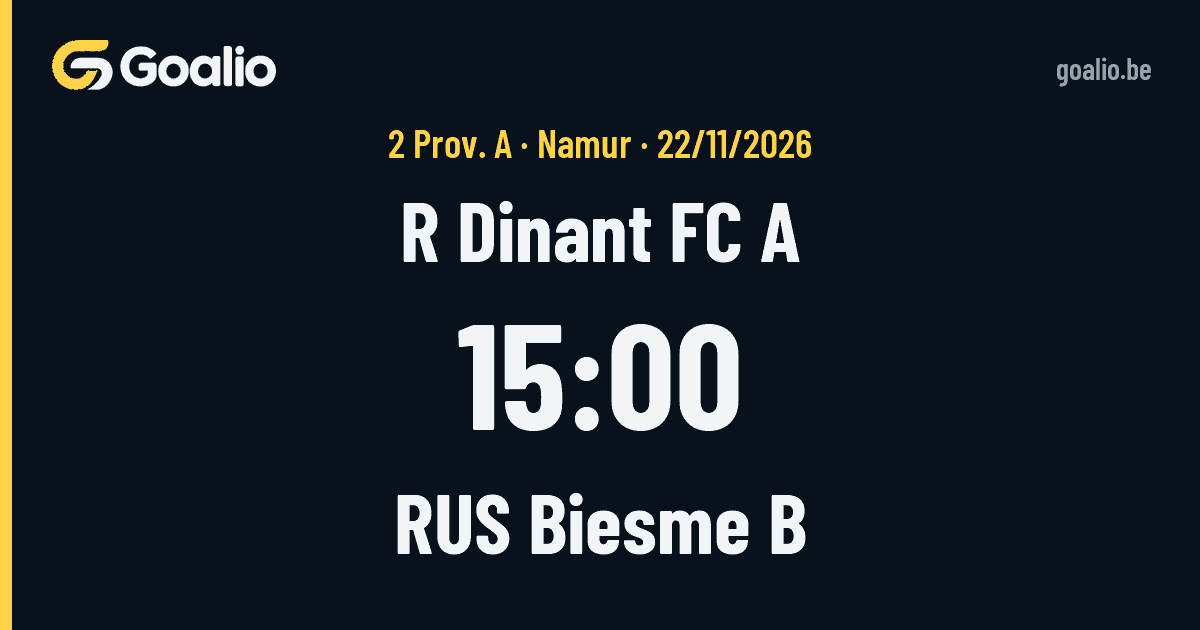 Goalio
goalio.be
2 Prov. A · Namur · 22/11/2026
R Dinant FC A
15:00
RUS Biesme B